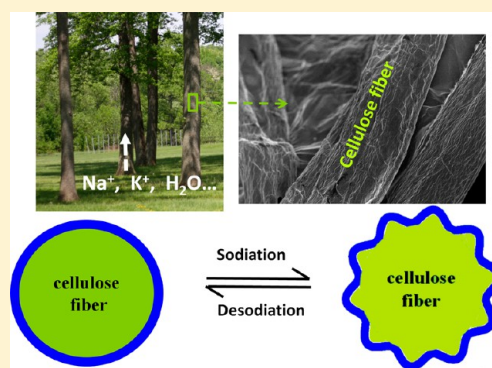 Na⁺, K⁺, H₂O...
Cellulose fiber
cellulose
fiber
Sodiation
Desodiation
cellulose
fiber